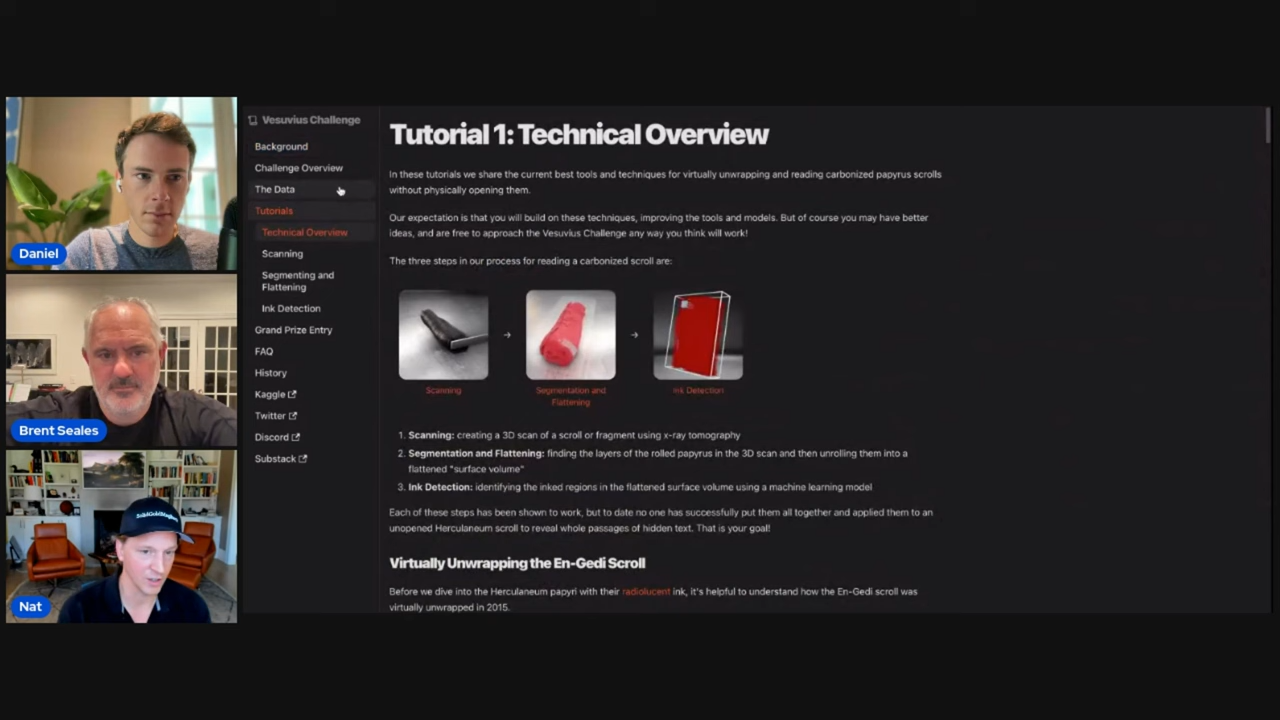 Daniel
Brent Seales
Nat
Vesuvius Challenge
Background
Challenge Overview
The Data
Tutorials
Technical Overview
Scanning
Segmenting and
Flattening
Ink Detection
Grand Prize Entry
FAQ
History
Kaggle
Twitter
Discord
Substack
Tutorial 1: Technical Overview
In these tutorials we share the current best tools and techniques for virtually unwrapping and reading carbonized papyrus scrolls
without physically opening them.
Our expectation is that you will build on these techniques, improving the tools and models. But of course you may have better
ideas, and are free to approach the Vesuvius Challenge any way you think will work!
The three steps in our process for reading a carbonized scroll are:
→
→
Scanning
Segmentation and
Flattening
Ink Detection
1. Scanning: creating a 3D scan of a scroll or fragment using x-ray tomography
2. Segmentation and Flattening: finding the layers of the rolled papyrus in the 3D scan and then unrolling them into a
flattened "surface volume"
3. Ink Detection: identifying the inked regions in the flattened surface volume using a machine learning model
Each of these steps has been shown to work, but to date no one has successfully put them all together and applied them to an
unopened Herculaneum scroll to reveal whole passages of hidden text. That is your goal!
Virtually Unwrapping the En-Gedi Scroll
Before we dive into the Herculaneum papyri with their radiolucent ink, it's helpful to understand how the En-Gedi scroll was
virtually unwrapped in 2015.